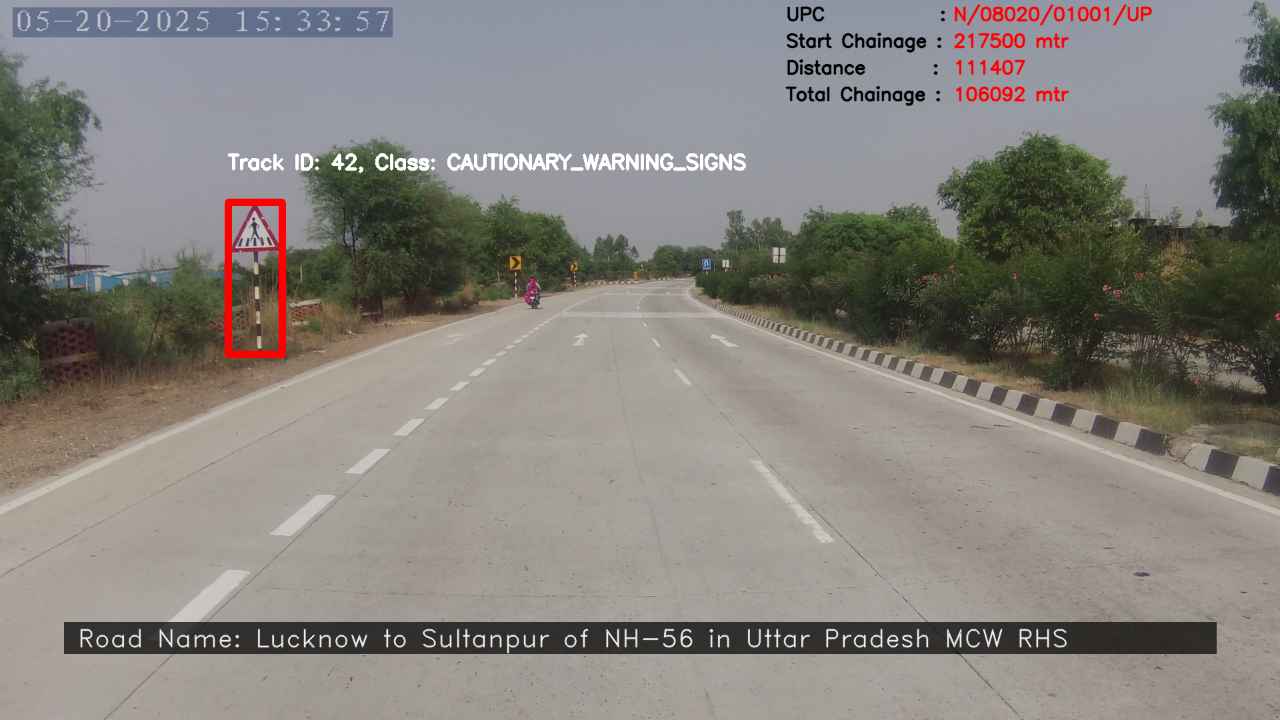 05-20-2025 15:33:57
UPC : N/08020/01001/UP
Start Chainage : 217500 mtr
Distance : 111407
Total Chainage : 106092 mtr
Track ID: 42, Class: CAUTIONARY_WARNING_SIGNS
Road Name: Lucknow to Sultanpur of NH-56 in Uttar Pradesh MCW RHS